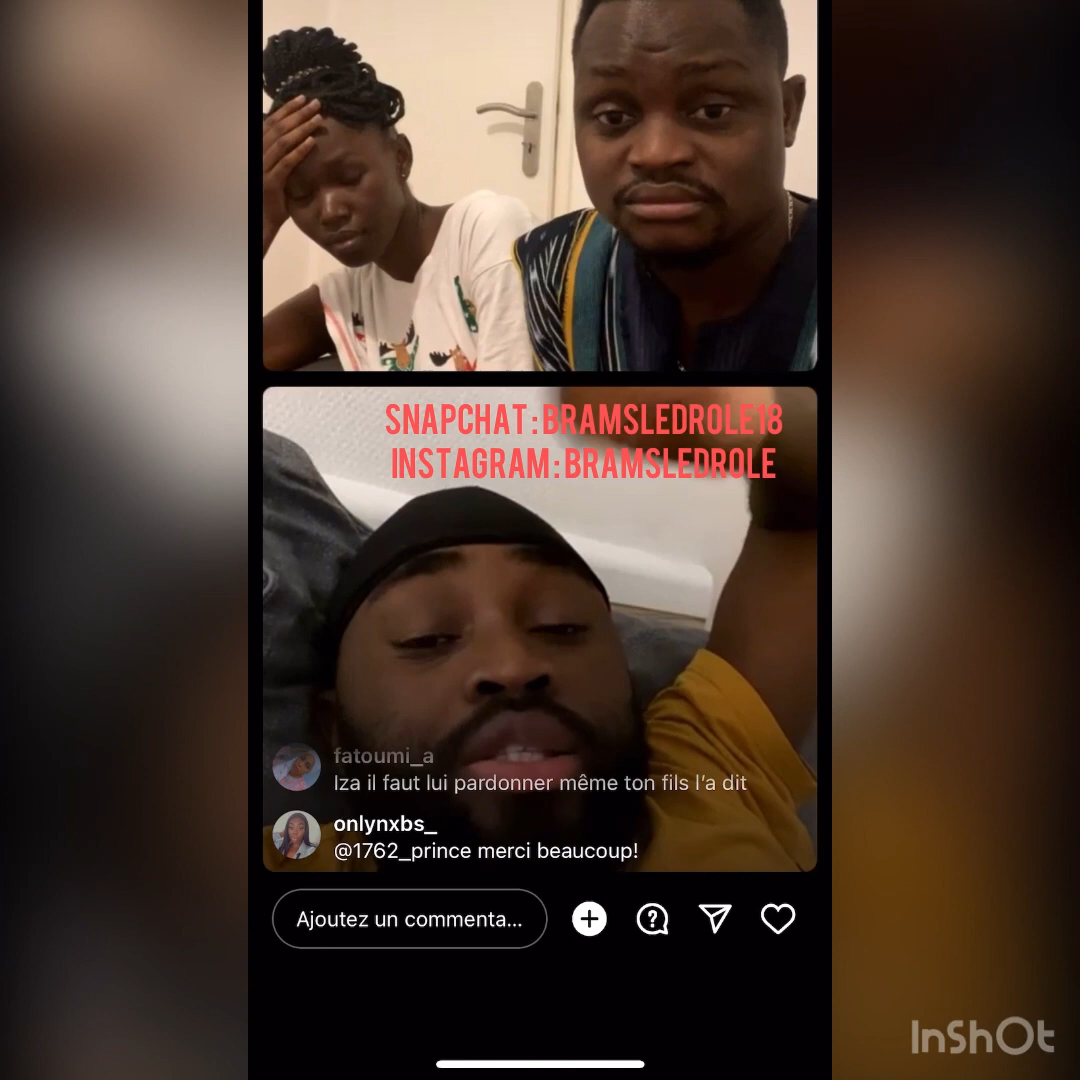 SNAPCHAT : BRAMSLEDROLE18
INSTAGRAM : BRAMSLEDROLE
fatoumi_a
Iza il faut lui pardonner même ton fils l’a dit
onlynxbs_
@1762_prince merci beaucoup!
Ajoutez un commenta...
InShOt